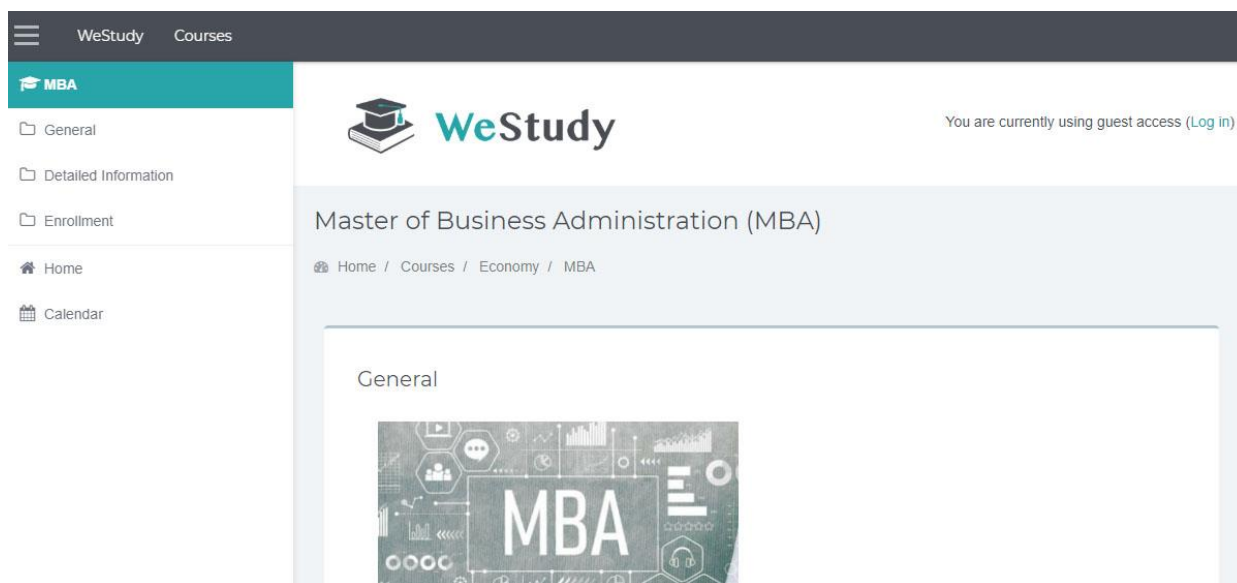 WeStudy Courses
MBA
General
Detailed Information
Enrollment
Home
Calendar
WeStudy
You are currently using guest access (Log in)
Master of Business Administration (MBA)
Home / Courses / Economy / MBA
General
MBA